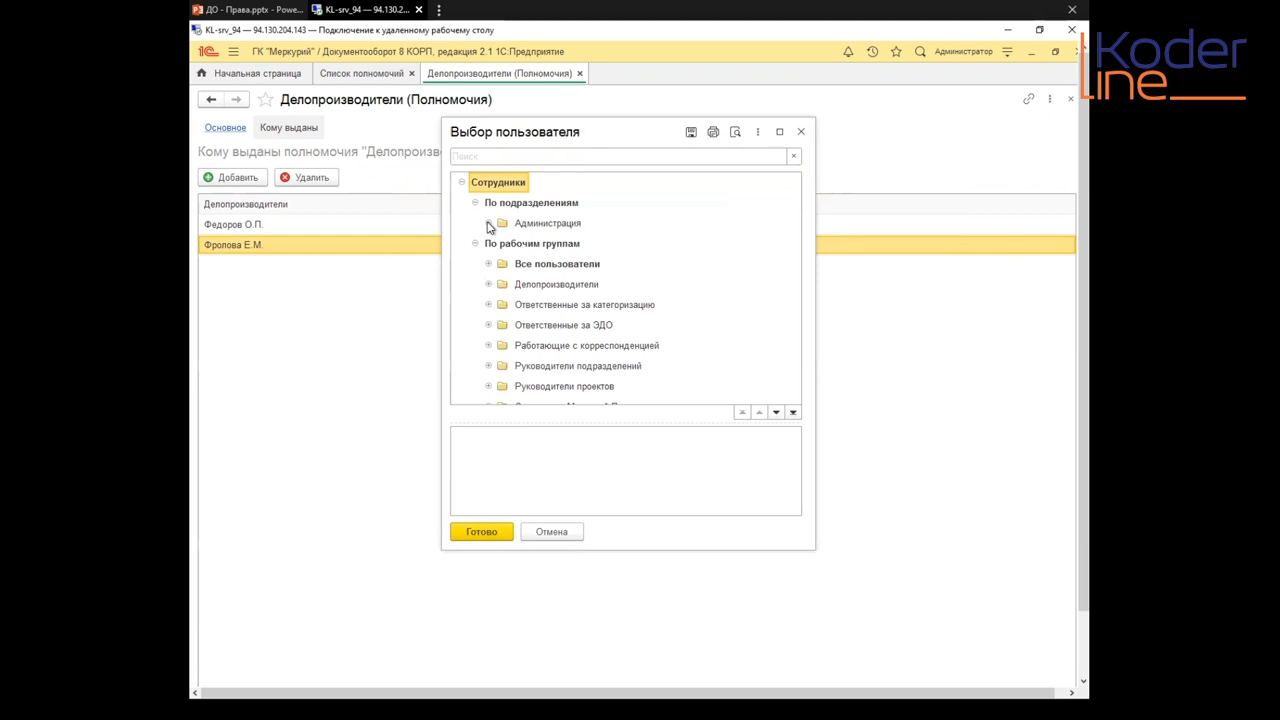 ДО - Права.pptx - Powe...
KL-srv_94 — 94.130.2...
KL-srv_94 — 94.130.204.143 — Подключение к удаленному рабочему столу
Koder
Line
1С ГК "Меркурий" / Документооборот 8 КОРП, редакция 2.1 1С:Предприятие
Администратор
Начальная страница
Список полномочий
Делопроизводители (Полномочия)
Делопроизводители (Полномочия)
Основное
Кому выданы
Кому выданы полномочия "Делопроизв
Добавить
Удалить
Делопроизводители
Федоров О.П.
Фролова Е.М.
Выбор пользователя
Поиск
Сотрудники
По подразделениям
Администрация
По рабочим группам
Все пользователи
Делопроизводители
Ответственные за категоризацию
Ответственные за ЭДО
Работающие с корреспонденцией
Руководители подразделений
Руководители проектов
Готово
Отмена